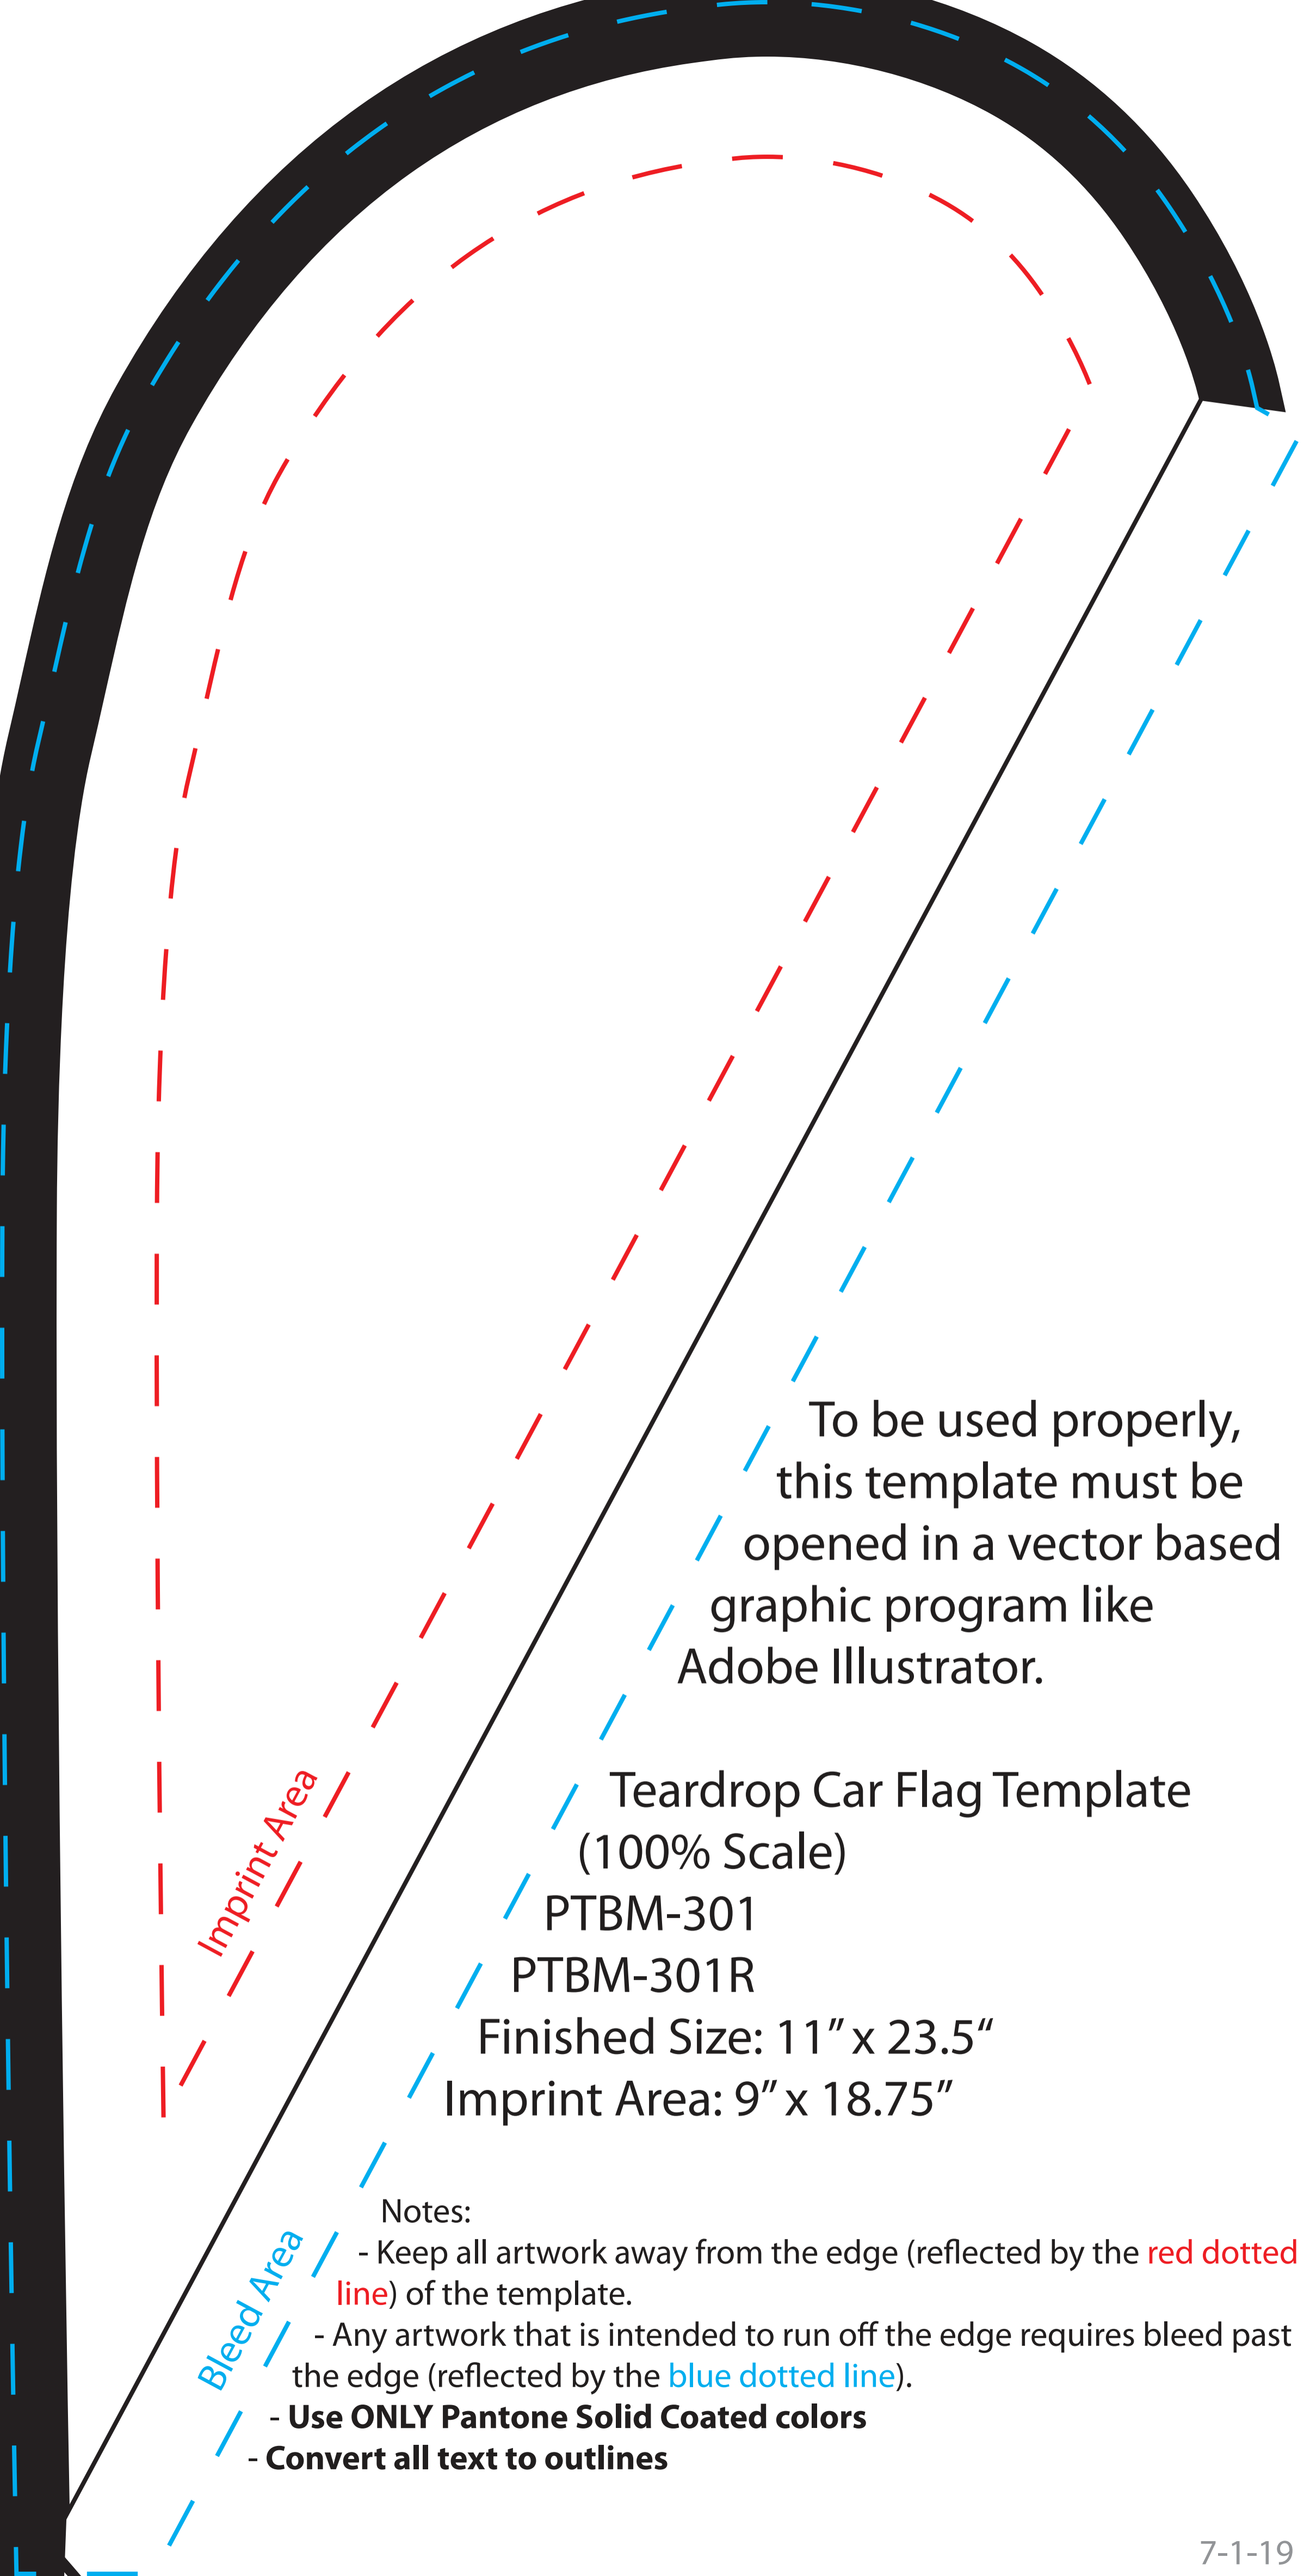 To be used properly,
this template must be
opened in a vector based
graphic program like
Adobe Illustrator.
Teardrop Car Flag Template
(100% Scale)
PTBM-301
PTBM-301R
Finished Size: 11” x 23.5“
Imprint Area: 9” x 18.75”
Imprint Area
Notes:
- Keep all artwork away from the edge (reflected by the red dotted
line) of the template.
- Any artwork that is intended to run off the edge requires bleed past
the edge (reflected by the blue dotted line).
- Use ONLY Pantone Solid Coated colors
- Convert all text to outlines
Bleed Area
7-1-19